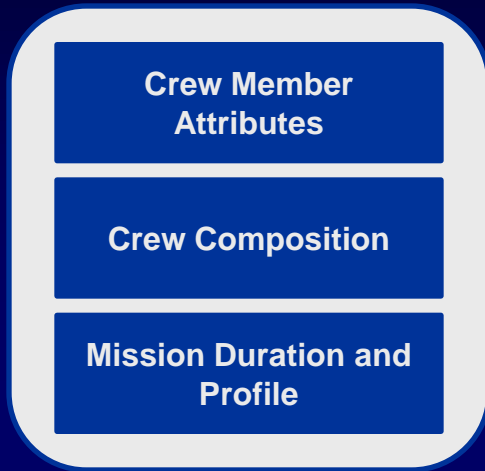 Crew Member
Attributes
Crew Composition
Mission Duration and
Profile